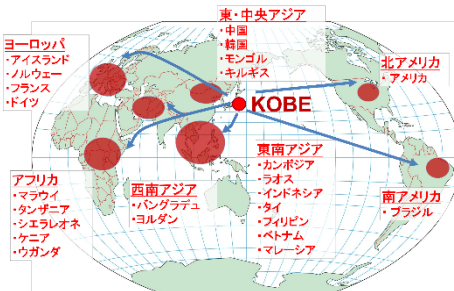 東・中央アジア
・中国
・韓国
・モンゴル
・キルギス
ヨーロッパ
・アイスランド
・ノルウェー
・フランス
・ドイツ
北アメリカ
・アメリカ
KOBE
アフリカ
・マラウイ
・タンザニア
・シエラレオネ
・ケニア
・ウガンダ
西南アジア
・バングラデュ
・ヨルダン
東南アジア
・カンボジア
・ラオス
・インドネシア
・タイ
・フィリピン
・ベトナム
・マレーシア
南アメリカ
・ブラジル